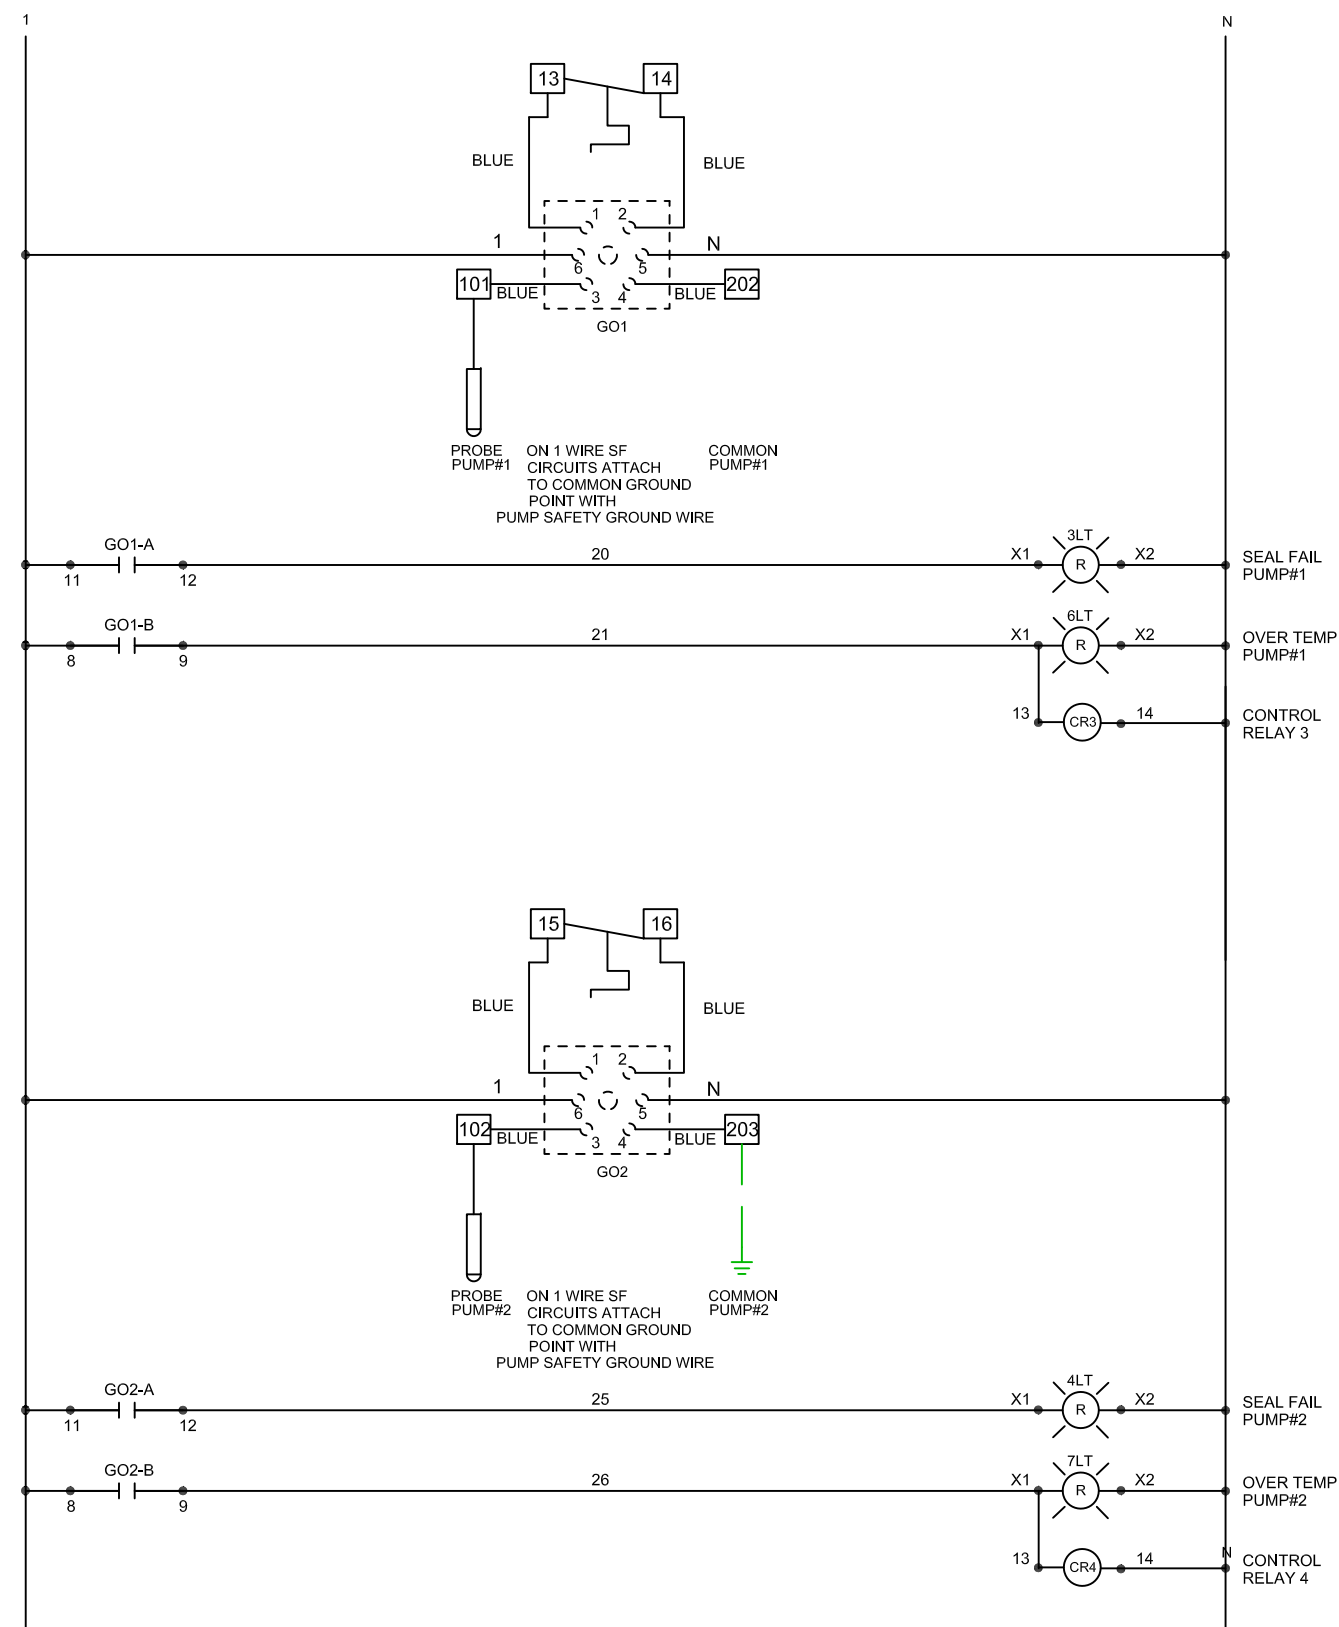 1
N
13
14
BLUE
BLUE
1 2
1
N
6
5
101
BLUE
3 4
BLUE
202
GO1
PROBE
PUMP#1
ON 1 WIRE SF
CIRCUITS ATTACH
TO COMMON GROUND
POINT WITH
PUMP SAFETY GROUND WIRE
COMMON
PUMP#1
GO1-A
11
12
20
X1
3LT
R
X2
SEAL FAIL
PUMP#1
GO1-B
8
9
21
X1
6LT
R
X2
OVER TEMP
PUMP#1
13
CR3
14
CONTROL
RELAY 3
15
16
BLUE
BLUE
1 2
1
N
6
5
102
BLUE
3 4
BLUE
203
GO2
PROBE
PUMP#2
ON 1 WIRE SF
CIRCUITS ATTACH
TO COMMON GROUND
POINT WITH
PUMP SAFETY GROUND WIRE
COMMON
PUMP#2
GO2-A
11
12
25
X1
4LT
R
X2
SEAL FAIL
PUMP#2
GO2-B
8
9
26
X1
7LT
R
X2
OVER TEMP
PUMP#2
13
CR4
14
N
CONTROL
RELAY 4